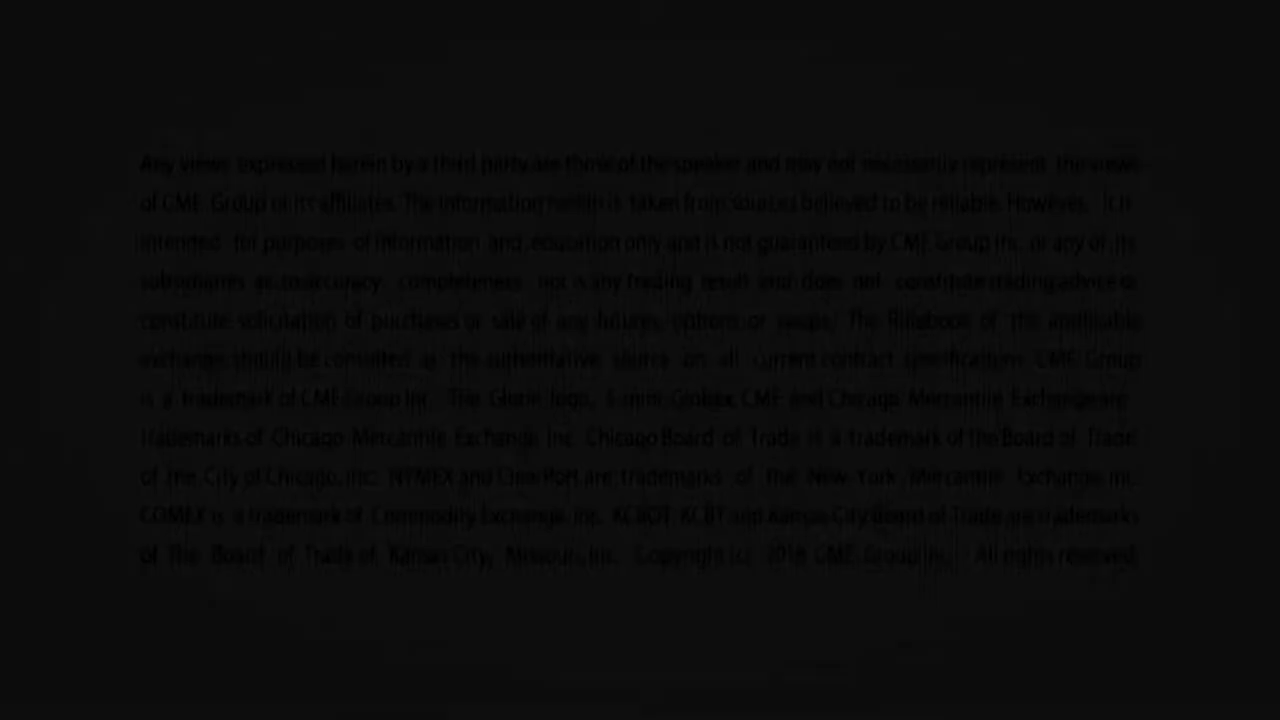 Any views expressed herein by a third party are those of the speaker and may not necessarily represent the views
of CME Group or its affiliates. The information herein is taken from sources believed to be reliable. However, it is
intended for purposes of information and education only and is not guaranteed by CME Group Inc. or any of its
subsidiaries as to accuracy, completeness, nor is any trading result and does not constitute trading advice or
constitute solicitation of purchases or sale of any futures, options or swaps. The Rulebook of the applicable
exchange should be consulted as the authoritative source on all current contract specifications. CME Group
is a trademark of CME Group Inc. The Globe logo, E-mini, Globex, CME and Chicago Mercantile Exchange are
trademarks of Chicago Mercantile Exchange Inc. Chicago Board of Trade is a trademark of the Board of Trade
of the City of Chicago, Inc. NYMEX and ClearPort are trademarks of The New York Mercantile Exchange Inc.
COMEX is a trademark of Commodity Exchange, Inc. KCBOT, KCBT and Kansas City Board of Trade are trademarks
of The Board of Trade of Kansas City, Missouri, Inc. Copyright (c) 2018 CME Group Inc. All rights reserved.